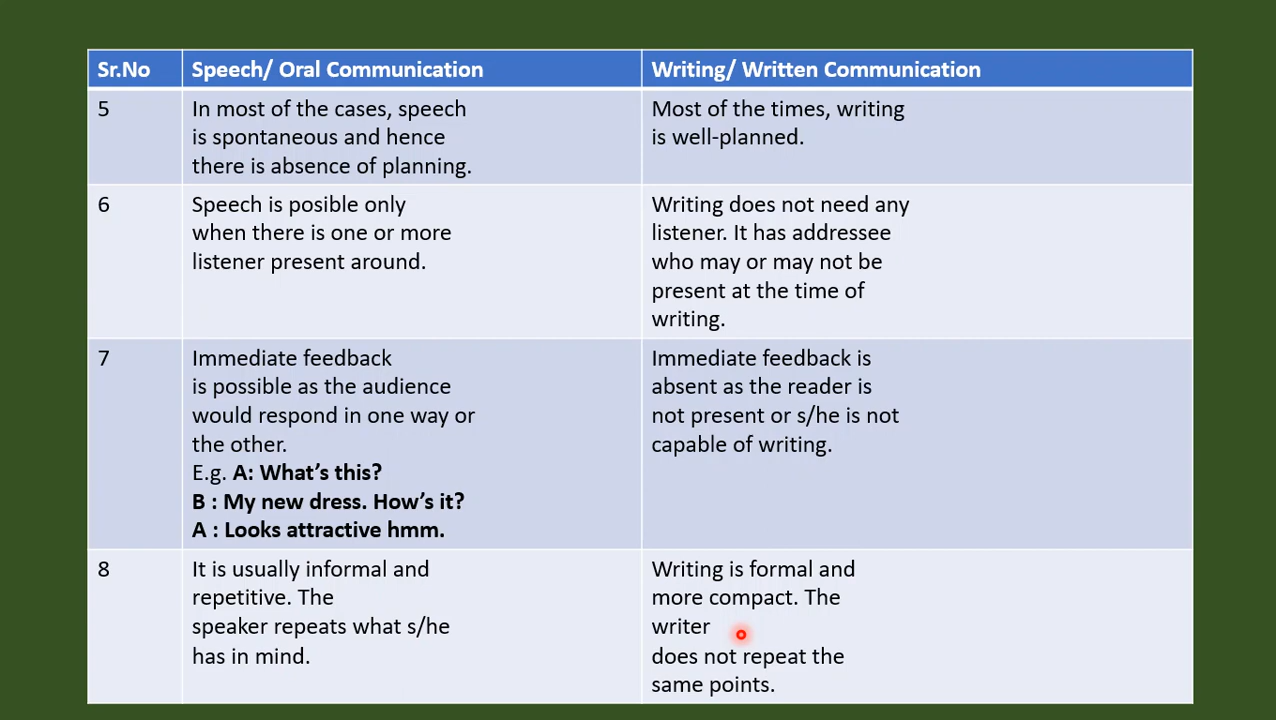 Sr.No Speech/ Oral Communication Writing/ Written Communication
5 In most of the cases, speech
is spontaneous and hence
there is absence of planning.
Most of the times, writing
is well-planned.
6 Speech is posible only
when there is one or more
listener present around.
Writing does not need any
listener. It has addressee
who may or may not be
present at the time of
writing.
7 Immediate feedback
is possible as the audience
would respond in one way or
the other.
E.g. A: What’s this?
B : My new dress. How’s it?
A : Looks attractive hmm.
Immediate feedback is
absent as the reader is
not present or s/he is not
capable of writing.
8 It is usually informal and
repetitive. The
speaker repeats what s/he
has in mind.
Writing is formal and
more compact. The
writer
does not repeat the
same points.